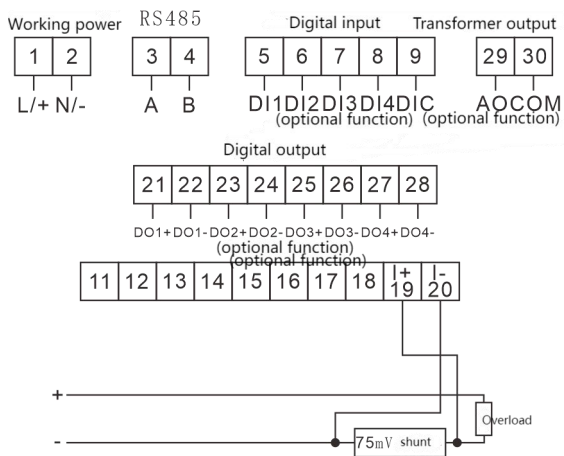 Working power RS485 Digital input Transformer output
1 2 3 4 5 6 7 8 9 29 30
L/+ N/- A B DI1 DI2 DI3 DI4 DIC AO COM
(optional function) (optional function)
Digital output
21 22 23 24 25 26 27 28
DO1+ DO1- DO2+ DO2- DO3+ DO3- DO4+ DO4-
(optional function)
(optional function)
11 12 13 14 15 16 17 18 I+ 19 I- 20
+
Overload
- 75mV shunt